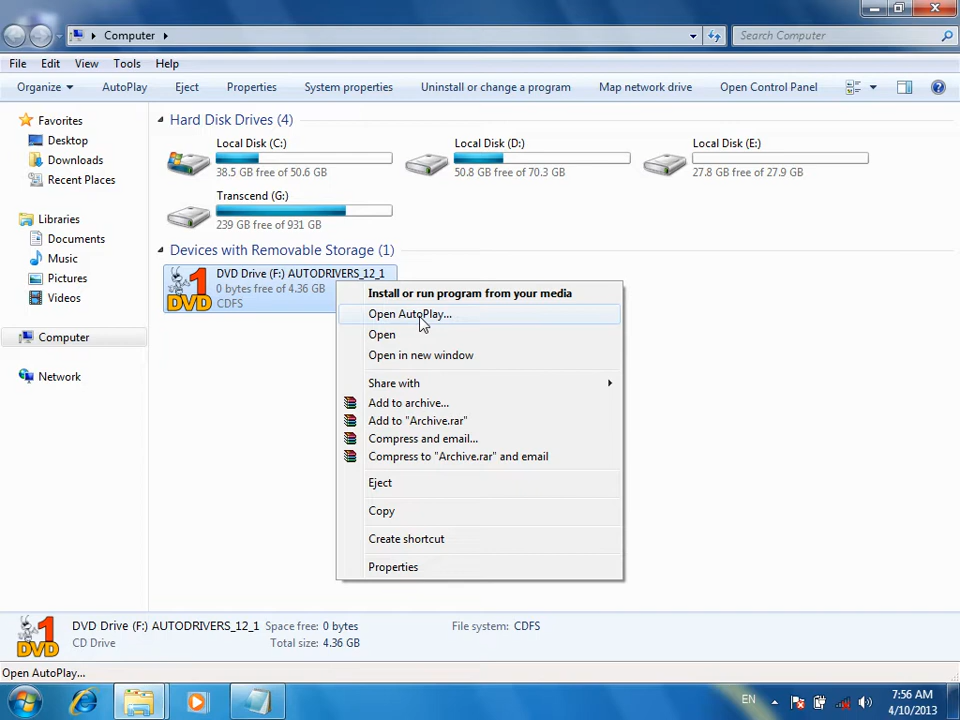 Computer
Search Computer
File Edit View Tools Help
Organize AutoPlay Eject Properties System properties Uninstall or change a program Map network drive Open Control Panel
Favorites
Desktop
Downloads
Recent Places
Libraries
Documents
Music
Pictures
Videos
Computer
Network
Hard Disk Drives (4)
Local Disk (C:)
38.5 GB free of 50.6 GB
Local Disk (D:)
50.8 GB free of 70.3 GB
Local Disk (E:)
27.8 GB free of 27.9 GB
Transcend (G:)
239 GB free of 931 GB
Devices with Removable Storage (1)
1
DVD
DVD Drive (F:) AUTODRIVERS_12_1
0 bytes free of 4.36 GB
CDFS
Install or run program from your media
Open AutoPlay...
Open
Open in new window
Share with
Add to archive...
Add to "Archive.rar"
Compress and email...
Compress to "Archive.rar" and email
Eject
Copy
Create shortcut
Properties
1
DVD
DVD Drive (F:) AUTODRIVERS_12_1 Space free: 0 bytes File system: CDFS
CD Drive Total size: 4.36 GB
Open AutoPlay...
EN
7:56 AM
4/10/2013